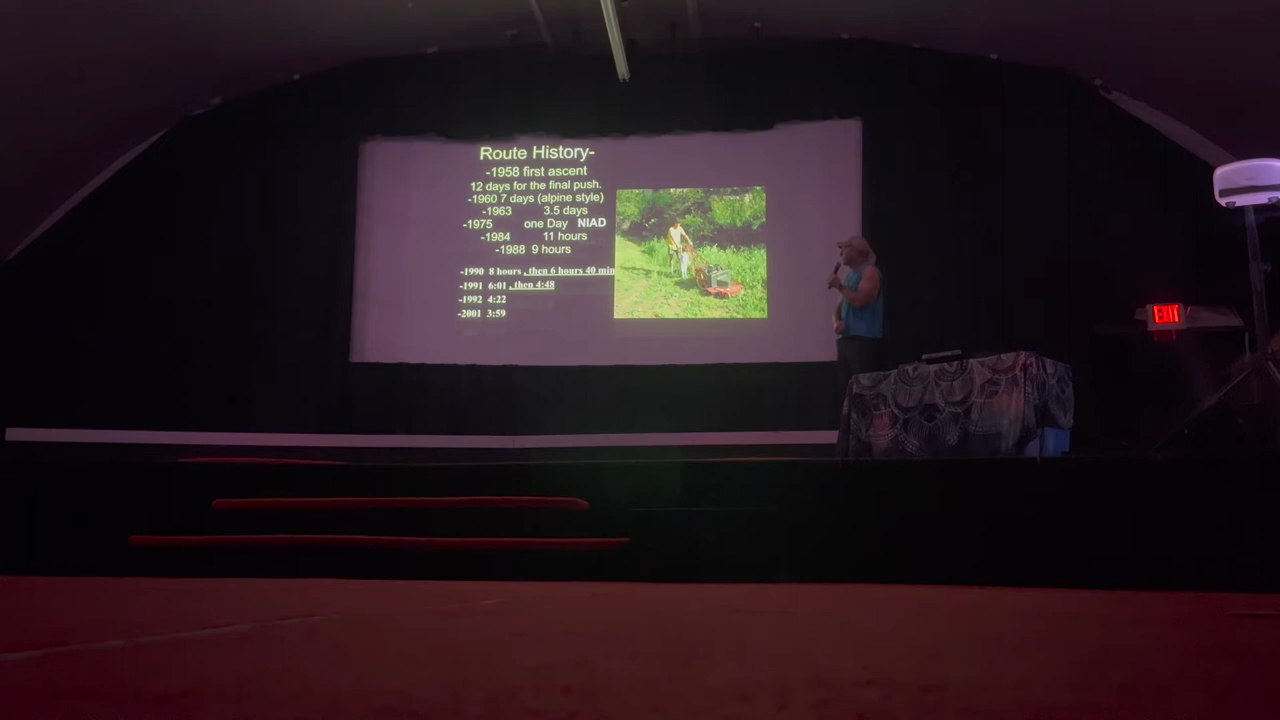 Route History-
-1958 first ascent
12 days for the final push.
-1960 7 days (alpine style)
-1963 3.5 days
-1975 one Day NIAD
-1984 11 hours
-1988 9 hours
-1990 8 hours , then 6 hours 40 min
-1991 6:01 , then 4:48
-1992 4:22
-2001 3:59
EXIT